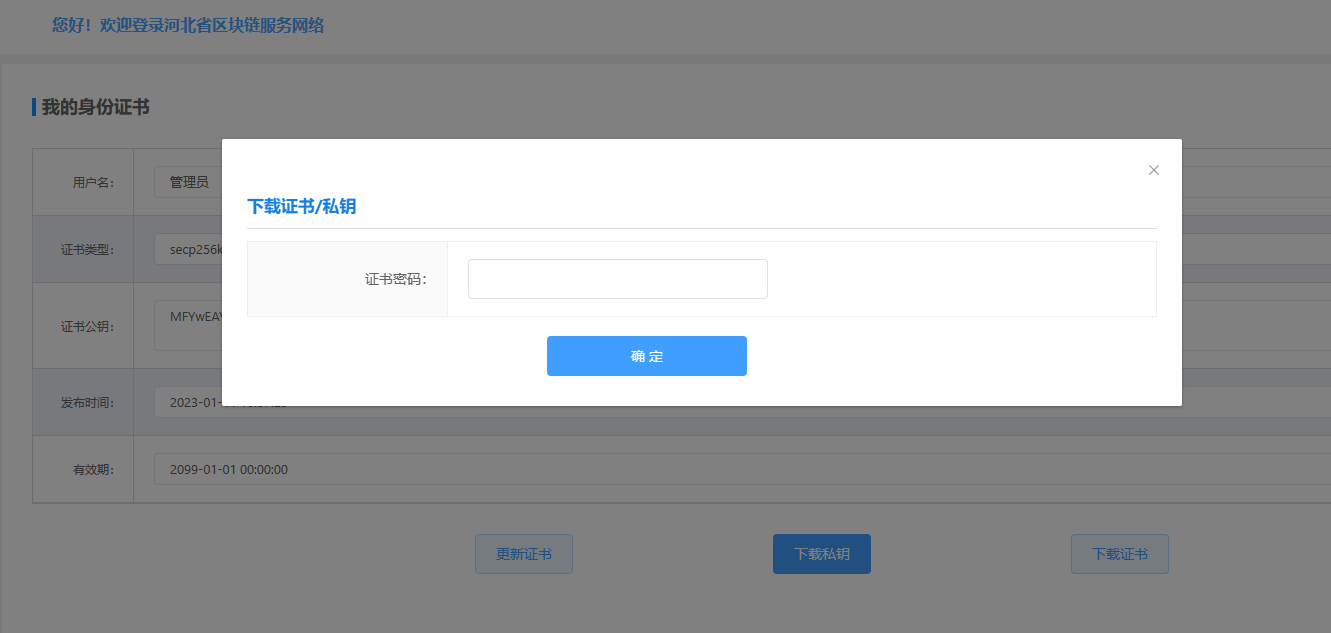 您好！欢迎登录河北省区块链服务网络
我的身份证书
用户名： 管理员
下载证书/私钥
证书类型： secp256k
证书密码：
证书公钥： MFYwEAY
确 定
发布时间： 2023-01-
有效期： 2099-01-01 00:00:00
更新证书 下载私钥 下载证书